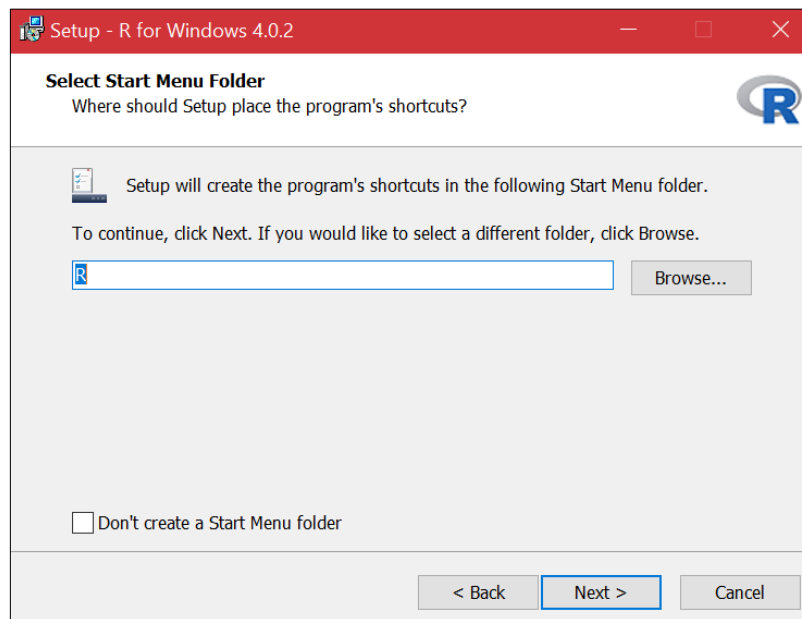 Setup - R for Windows 4.0.2
Select Start Menu Folder
Where should Setup place the program's shortcuts?
R
Setup will create the program's shortcuts in the following Start Menu folder.
To continue, click Next. If you would like to select a different folder, click Browse.
R
Browse...
Don't create a Start Menu folder
< Back
Next >
Cancel